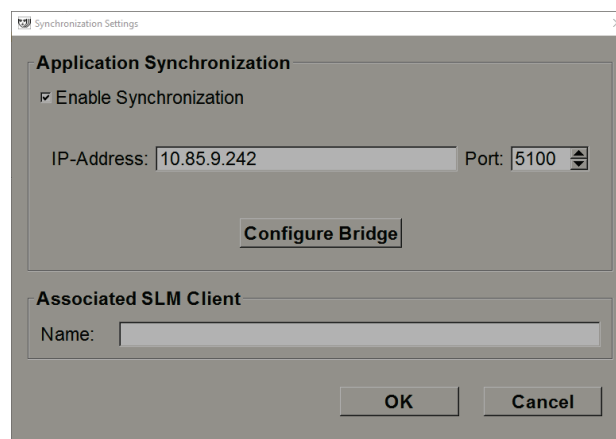 Synchronization Settings
Application Synchronization
Enable Synchronization
IP-Address: 10.85.9.242 Port: 5100
Configure Bridge
Associated SLM Client
Name:
OK Cancel